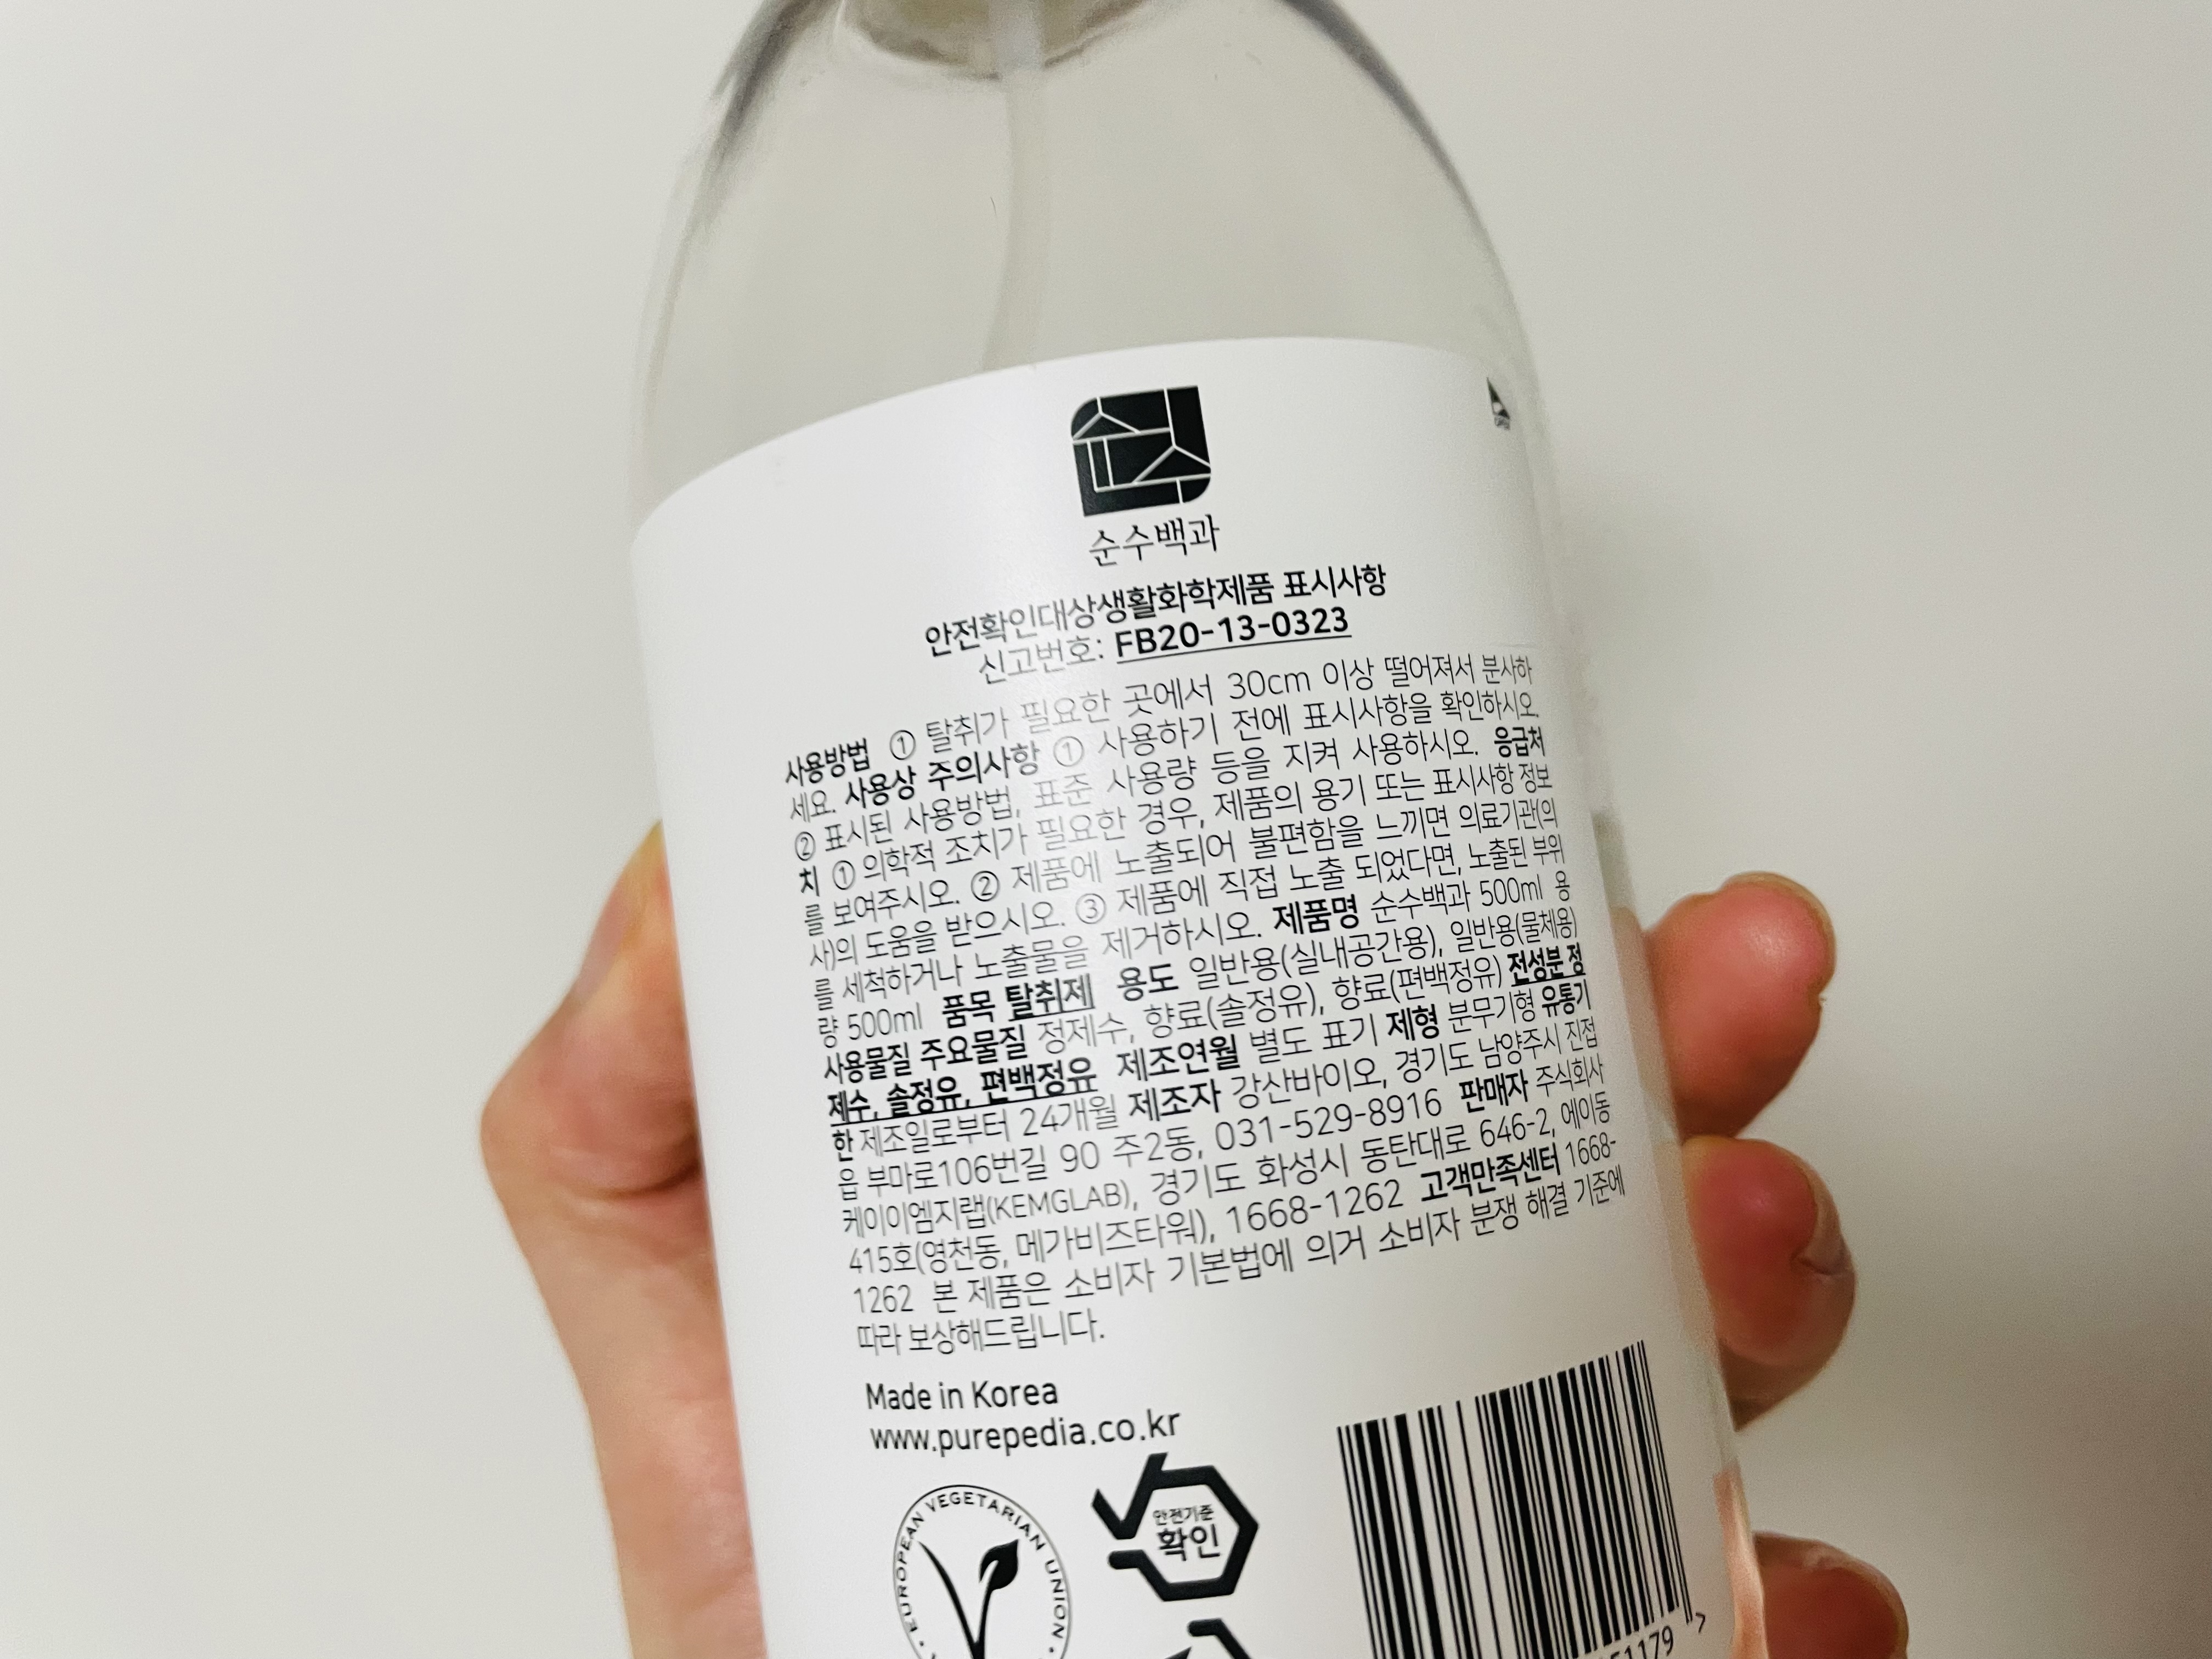 순수백과
안전확인대상생활화학제품 표시사항
신고번호: FB20-13-0323
사용방법 ① 탈취가 필요한 곳에서 30cm 이상 떨어져서 분사하
세요. 사용상 주의사항 ① 사용하기 전에 표시사항을 확인하시오.
② 표시된 사용방법, 표준 사용량 등을 지켜 사용하시오. 응급처
치 ① 의학적 조치가 필요한 경우, 제품의 용기 또는 표시사항 정보
를 보여주시오. ② 제품에 노출되어 불편함을 느끼면 의료기관(의
사)의 도움을 받으시오. ③ 제품에 직접 노출 되었다면, 노출된 부위
를 세척하거나 노출물을 제거하시오. 제품명 순수백과 500ml 용
량 500ml 품목 탈취제 용도 일반용(실내공간용), 일반용(물체용)
사용물질 주요물질 정제수, 향료(솔정유), 향료(편백정유) 전성분 정
제수, 솔정유, 편백정유 제조연월 별도 표기 제형 분무기형 유통기
한 제조일로부터 24개월 제조자 강산바이오, 경기도 남양주시 진접
읍 부마로106번길 90 주2동, 031-529-8916 판매자 주식회사
케이이엠지랩(KEMGLAB), 경기도 화성시 동탄대로 646-2, 에이동
415호(영천동, 메가비즈타워), 1668-1262 고객만족센터 1668-
1262 본 제품은 소비자 기본법에 의거 소비자 분쟁 해결 기준에
따라 보상해드립니다.
Made in Korea
www.purepedia.co.kr
EUROPEAN VEGETARIAN UNION
안전기준
확인
51179 >